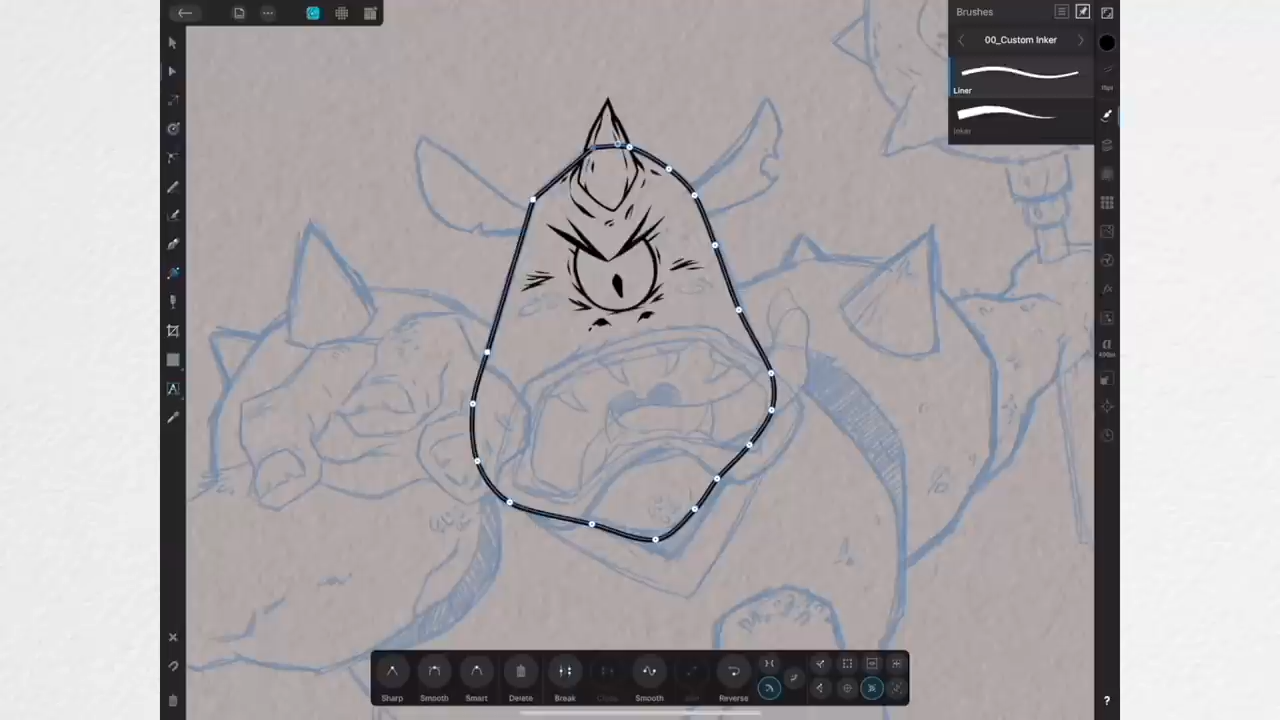 Brushes
00_Custom Inker
Liner
Inker
Sharp
Smooth
Smart
Delete
Break
Close
Smooth
Join
Reverse
?